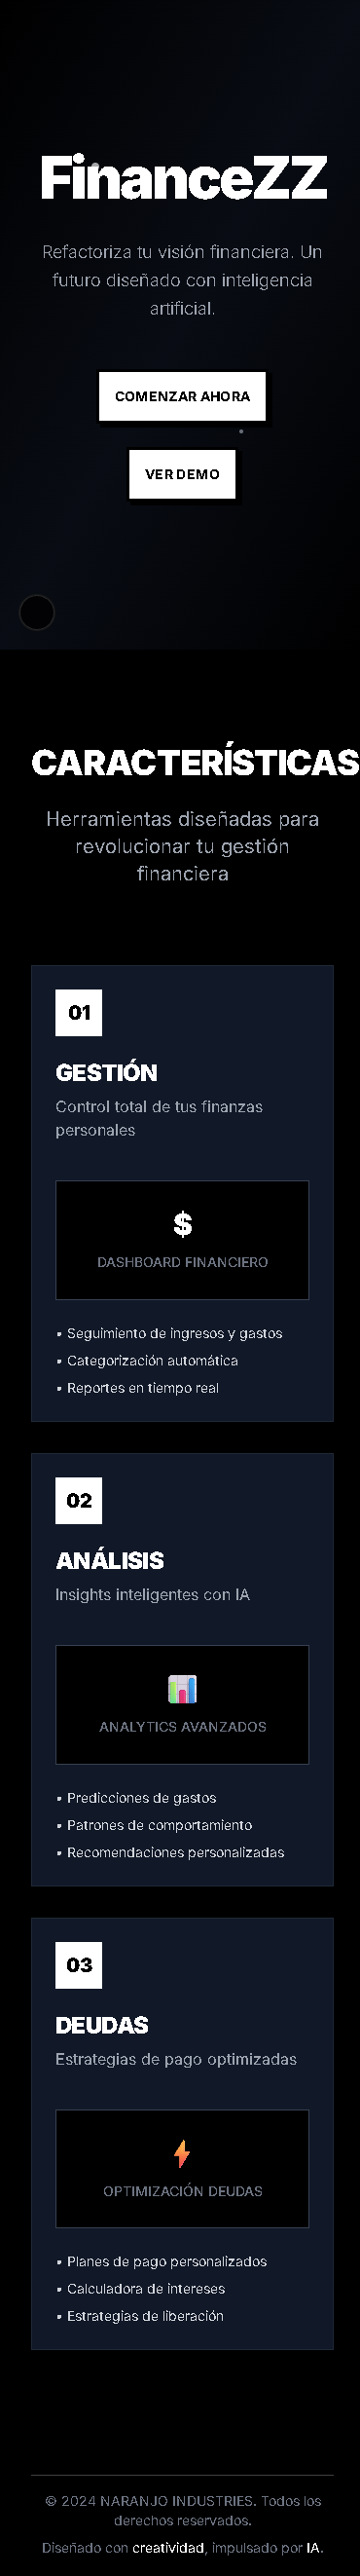 FinanceZZ
Refactoriza tu visión financiera. Un
futuro diseñado con inteligencia
artificial.
COMENZAR AHORA
VER DEMO
CARACTERÍSTICAS
Herramientas diseñadas para
revolucionar tu gestión
financiera
01
GESTIÓN
Control total de tus finanzas
personales
$
DASHBOARD FINANCIERO
• Seguimiento de ingresos y gastos
• Categorización automática
• Reportes en tiempo real
02
ANÁLISIS
Insights inteligentes con IA
ANALYTICS AVANZADOS
• Predicciones de gastos
• Patrones de comportamiento
• Recomendaciones personalizadas
03
DEUDAS
Estrategias de pago optimizadas
OPTIMIZACIÓN DEUDAS
• Planes de pago personalizados
• Calculadora de intereses
• Estrategias de liberación
© 2024 NARANJO INDUSTRIES. Todos los
derechos reservados.
Diseñado con creatividad, impulsado por IA.